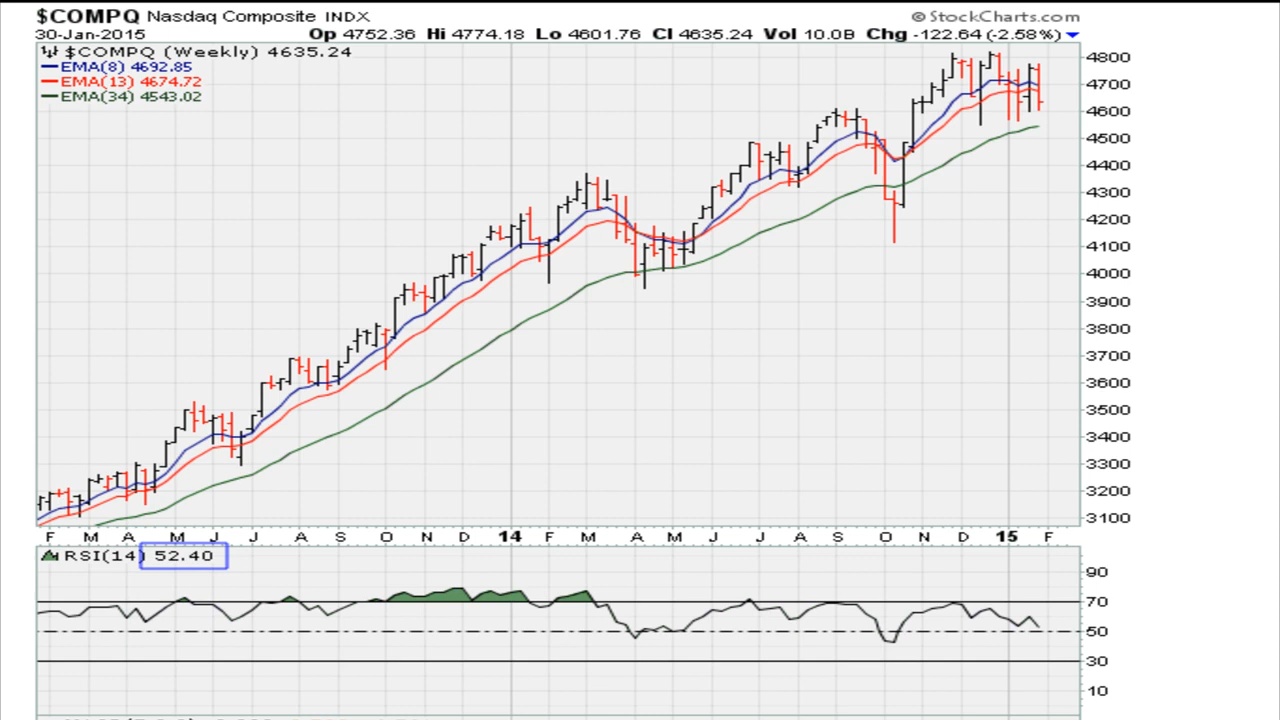 $COMPQ Nasdaq Composite INDX © StockCharts.com
30-Jan-2015 Op 4752.36 Hi 4774.18 Lo 4601.76 Cl 4635.24 Vol 10.0B Chg -122.64 (-2.58%)
$COMPQ (Weekly) 4635.24
EMA(8) 4692.85
EMA(13) 4674.72
EMA(34) 4543.02
4800
4700
4600
4500
4400
4300
4200
4100
4000
3900
3800
3700
3600
3500
3400
3300
3200
3100
F M A M J J A S O N D 14 F M A M J J A S O N D 15 F
RSI(14) 52.40
90
70
50
30
10